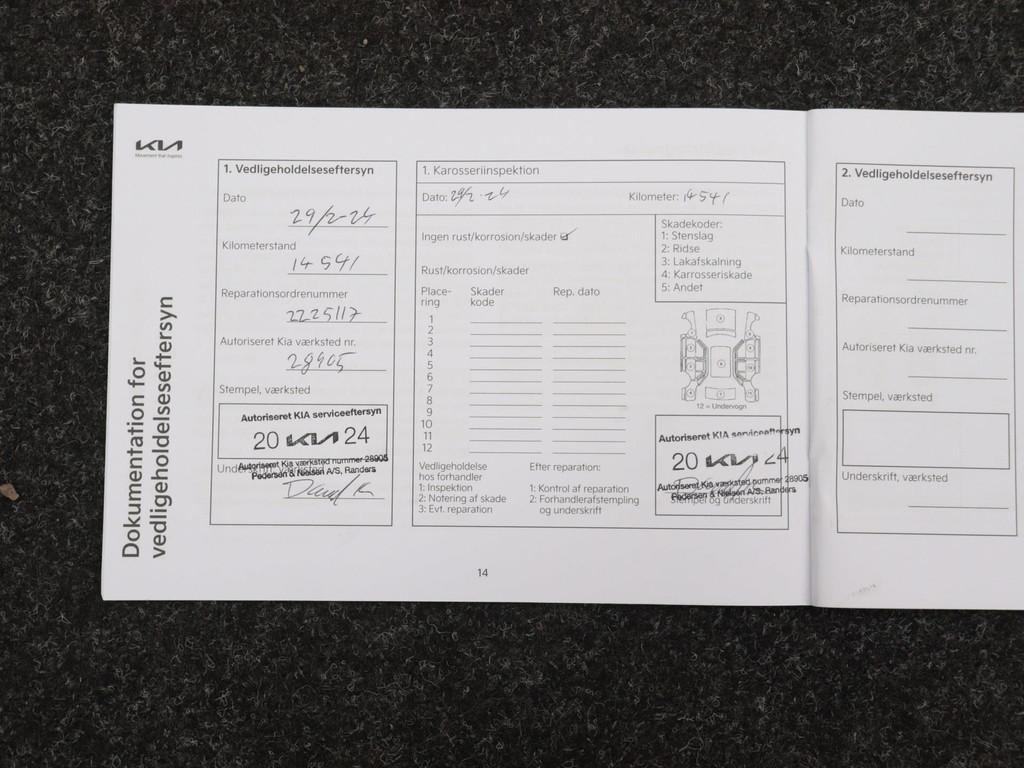 KIA
Movement that inspires
Dokumentation for
vedligeholdelseseftersyn
1. Vedligeholdelseseftersyn
Dato
29/2-24
Kilometerstand
14541
Reparationsordrenummer
2225117
Autoriseret Kia værksted nr.
28905
Stempel, værksted
Autoriseret KIA serviceeftersyn
20 KIA 24
Autoriseret Kia værksted nummer 28905
Pedersen & Nielsen A/S, Randers
Underskrift, værksted
1. Karosseriinspektion
Dato: 29/2-24
Kilometer: 14541
Ingen rust/korrosion/skader
Skadekoder:
1: Stenslag
2: Ridse
3: Lakafskalning
4: Karrosseriskade
5: Andet
Rust/korrosion/skader
Place-
ring
Skader
kode
Rep. dato
1
2
3
4
5
6
7
8
9
10
11
12
12 = Undervogn
Vedligeholdelse
hos forhandler
1: Inspektion
2: Notering af skade
3: Evt. reparation
Efter reparation:
1: Kontrol af reparation
2: Forhandlerafstempling
og underskrift
Autoriseret KIA serviceeftersyn
20 KIA 24
Autoriseret Kia værksted nummer 28905
Pedersen & Nielsen A/S, Randers
Stempel og underskrift
14
2. Vedligeholdelseseftersyn
Dato
Kilometerstand
Reparationsordrenummer
Autoriseret Kia værksted nr.
Stempel, værksted
Underskrift, værksted